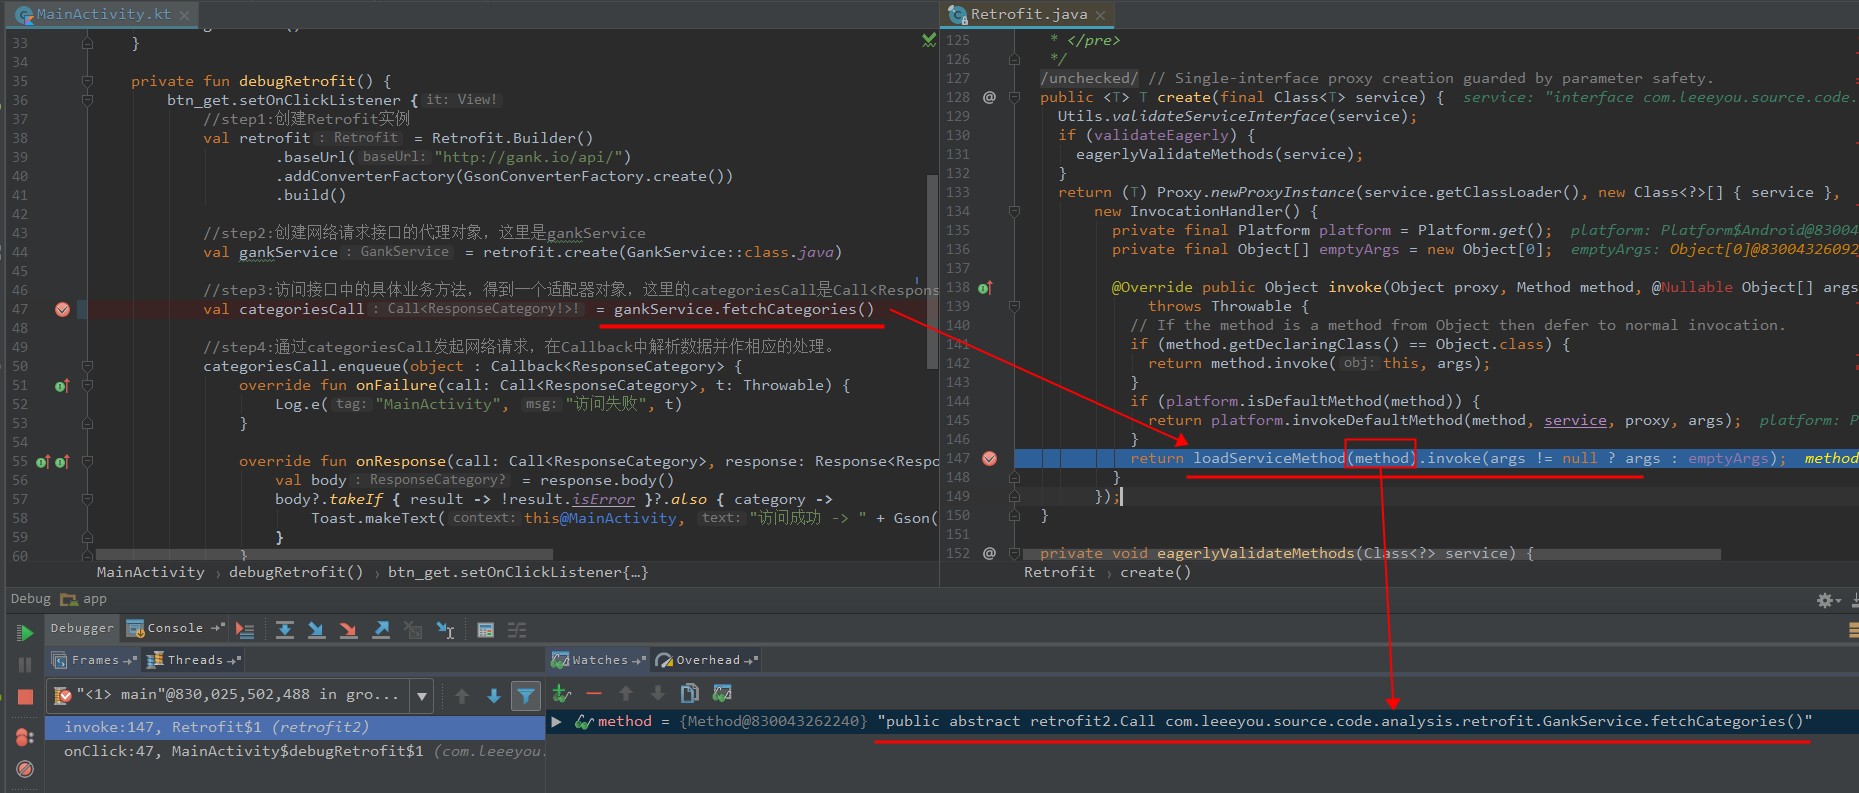 MainActivity.kt
33 }
34
35 private fun debugRetrofit() {
36 btn_get.setOnClickListener { it: View!
37 //step1:创建Retrofit实例
38 val retrofit : Retrofit = Retrofit.Builder()
39 .baseUrl( baseUrl: "http://gank.io/api/")
40 .addConverterFactory(GsonConverterFactory.create())
41 .build()
42
43 //step2:创建网络请求接口的代理对象，这里是gankService
44 val gankService : GankService = retrofit.create(GankService::class.java)
45
46 //step3:访问接口中的具体业务方法，得到一个适配器对象，这里的categoriesCall是Call<Respons
47 val categoriesCall : Call<ResponseCategory!>! = gankService.fetchCategories()
48
49 //step4:通过categoriesCall发起网络请求，在Callback中解析数据并作相应的处理。
50 categoriesCall.enqueue(object : Callback<ResponseCategory> {
51 override fun onFailure(call: Call<ResponseCategory>, t: Throwable) {
52 Log.e( tag: "MainActivity", msg: "访问失败", t)
53 }
54
55 override fun onResponse(call: Call<ResponseCategory>, response: Response<Res
56 val body : ResponseCategory? = response.body()
57 body?.takeIf { result -> !result.isError }?.also { category ->
58 Toast.makeText( context: this@MainActivity, text: "访问成功 -> " + Gson(
59 }
60 }
MainActivity › debugRetrofit() › btn_get.setOnClickListener{…}
Retrofit.java
125 * </pre>
126 */
127 /unchecked/ // Single-interface proxy creation guarded by parameter safety.
128 @ public <T> T create(final Class<T> service) { service: "interface com.leeeyou.source.code.
129 Utils.validateServiceInterface(service);
130 if (validateEagerly) {
131 eagerlyValidateMethods(service);
132 }
133 return (T) Proxy.newProxyInstance(service.getClassLoader(), new Class<?>[] { service },
134 new InvocationHandler() {
135 private final Platform platform = Platform.get(); platform: Platform$Android@83004
136 private final Object[] emptyArgs = new Object[0]; emptyArgs: Object[0]@83004326092
137
138 @Override public Object invoke(Object proxy, Method method, @Nullable Object[] args
139 throws Throwable {
140 // If the method is a method from Object then defer to normal invocation.
141 if (method.getDeclaringClass() == Object.class) {
142 return method.invoke( obj: this, args);
143 }
144 if (platform.isDefaultMethod(method)) {
145 return platform.invokeDefaultMethod(method, service, proxy, args); platform: P
146 }
147 return loadServiceMethod(method).invoke(args != null ? args : emptyArgs); method
148 }
149 });
150 }
151
152 @ private void eagerlyValidateMethods(Class<?> service) {
Retrofit › create()
Debug app
Debugger Console
Frames Threads
Watches Overhead
"<1> main"@830,025,502,488 in gro...
invoke:147, Retrofit$1 (retrofit2)
onClick:47, MainActivity$debugRetrofit$1 (com.leeeyou.
method = {Method@830043262240} "public abstract retrofit2.Call com.leeeyou.source.code.analysis.retrofit.GankService.fetchCategories()"